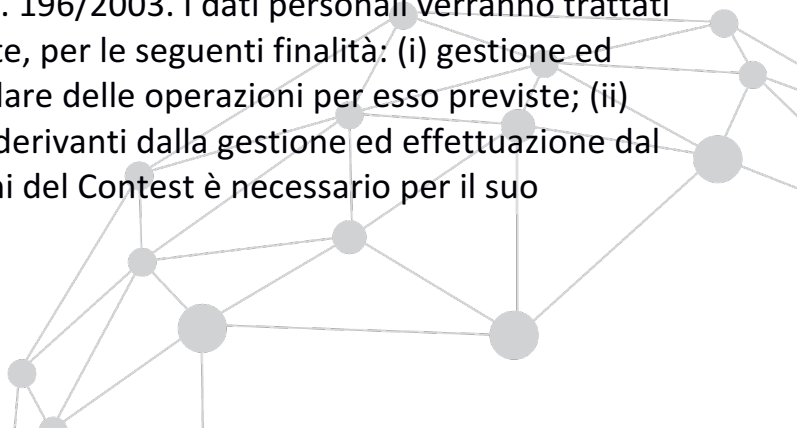 . 196/2003. I dati personali verranno trattati
te, per le seguenti finalità: (i) gestione ed
lare delle operazioni per esso previste; (ii)
derivanti dalla gestione ed effettuazione dal
ni del Contest è necessario per il suo